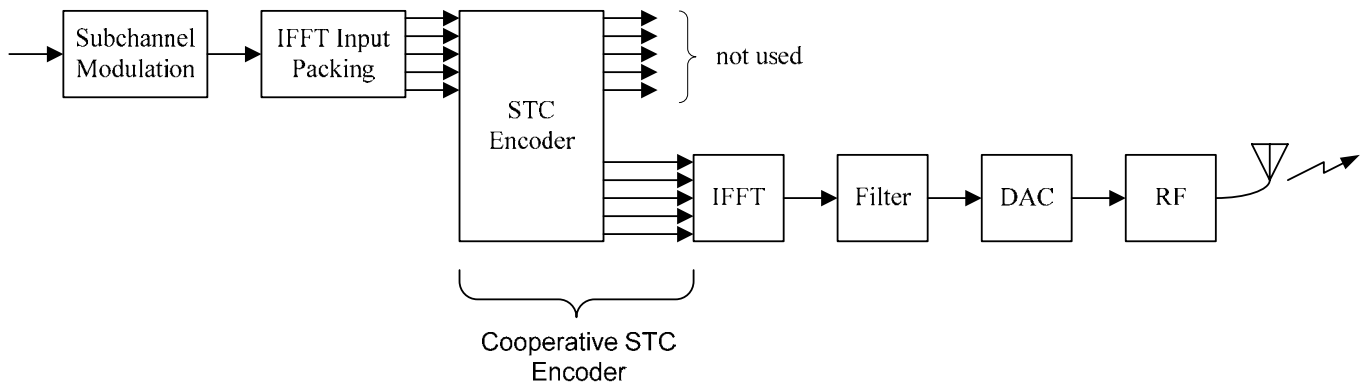 Subchannel
Modulation
IFFT Input
Packing
STC
Encoder
not used
IFFT
Filter
DAC
RF
Cooperative STC
Encoder